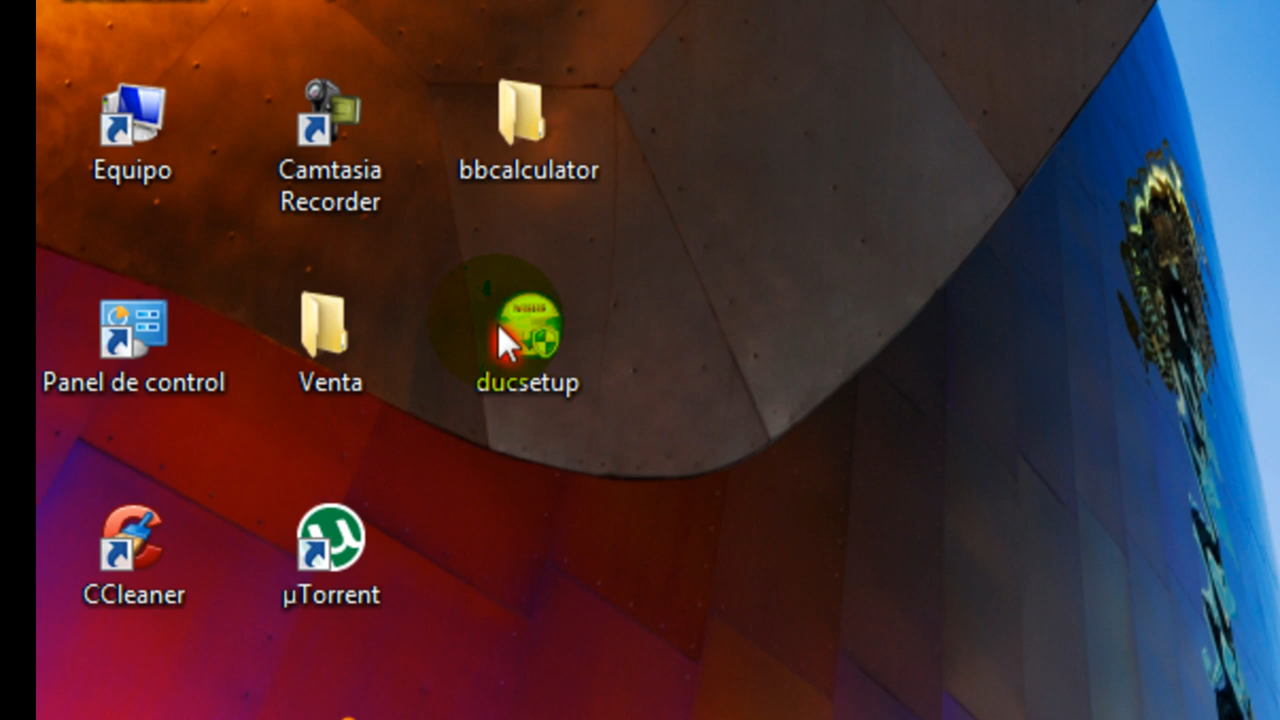 Equipo
Camtasia
Recorder
bbcalculator
Panel de control
Venta
ducsetup
CCleaner
µTorrent